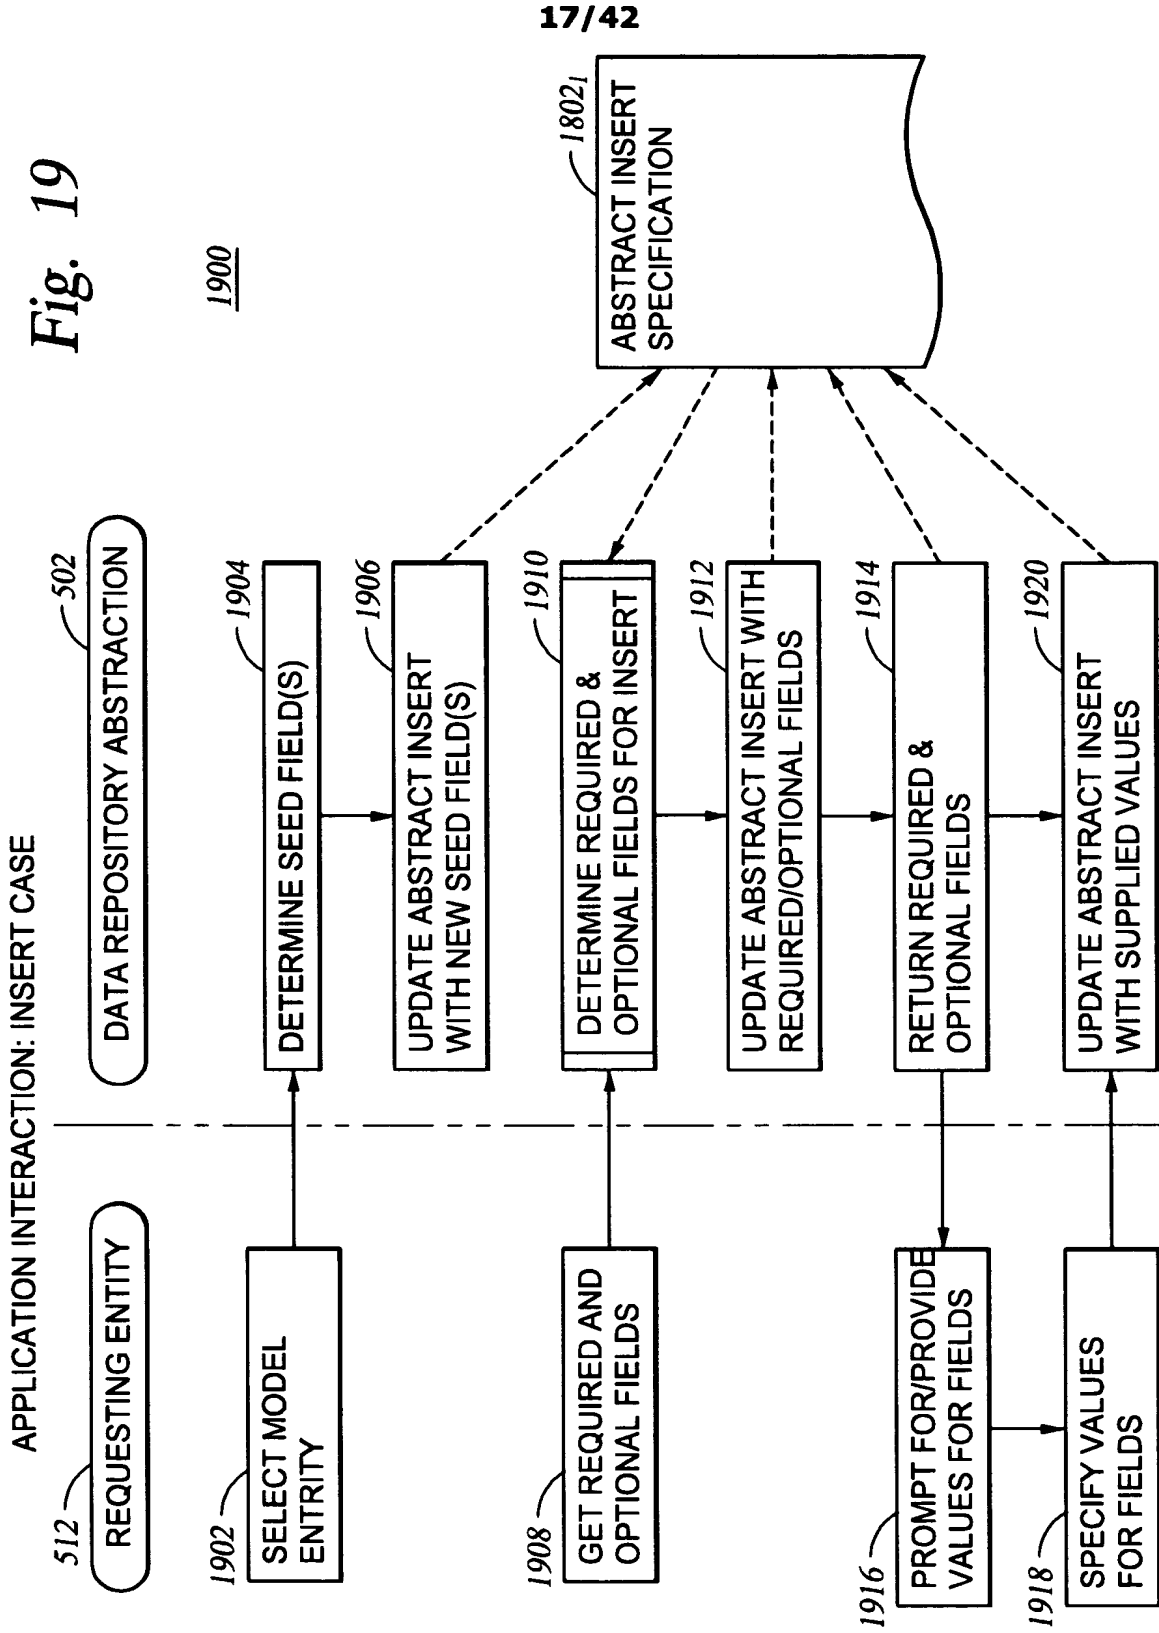 17/42
Fig. 19
APPLICATION INTERACTION: INSERT CASE
1900
512
REQUESTING ENTITY
502
DATA REPOSITORY ABSTRACTION
1902
SELECT MODEL
ENTRITY
1904
DETERMINE SEED FIELD(S)
1906
UPDATE ABSTRACT INSERT
WITH NEW SEED FIELD(S)
1802₁
ABSTRACT INSERT
SPECIFICATION
1908
GET REQUIRED AND
OPTIONAL FIELDS
1910
DETERMINE REQUIRED &
OPTIONAL FIELDS FOR INSERT
1912
UPDATE ABSTRACT INSERT WITH
REQUIRED/OPTIONAL FIELDS
1914
RETURN REQUIRED &
OPTIONAL FIELDS
1916
PROMPT FOR/PROVIDE
VALUES FOR FIELDS
1918
SPECIFY VALUES
FOR FIELDS
1920
UPDATE ABSTRACT INSERT
WITH SUPPLIED VALUES